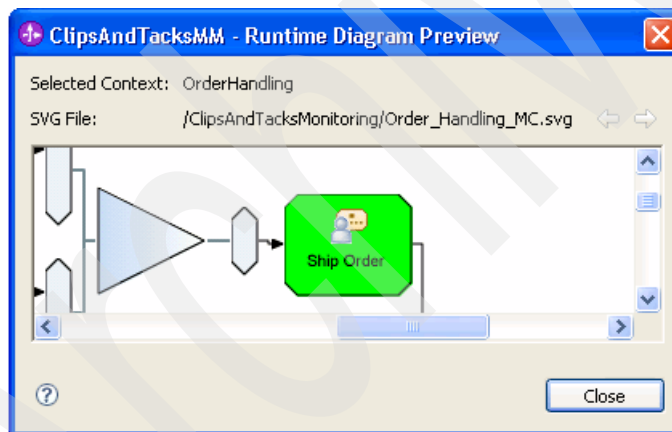 ClipsAndTacksMM - Runtime Diagram Preview
Selected Context: OrderHandling
SVG File: /ClipsAndTacksMonitoring/Order_Handling_MC.svg
Ship Order
?
Close